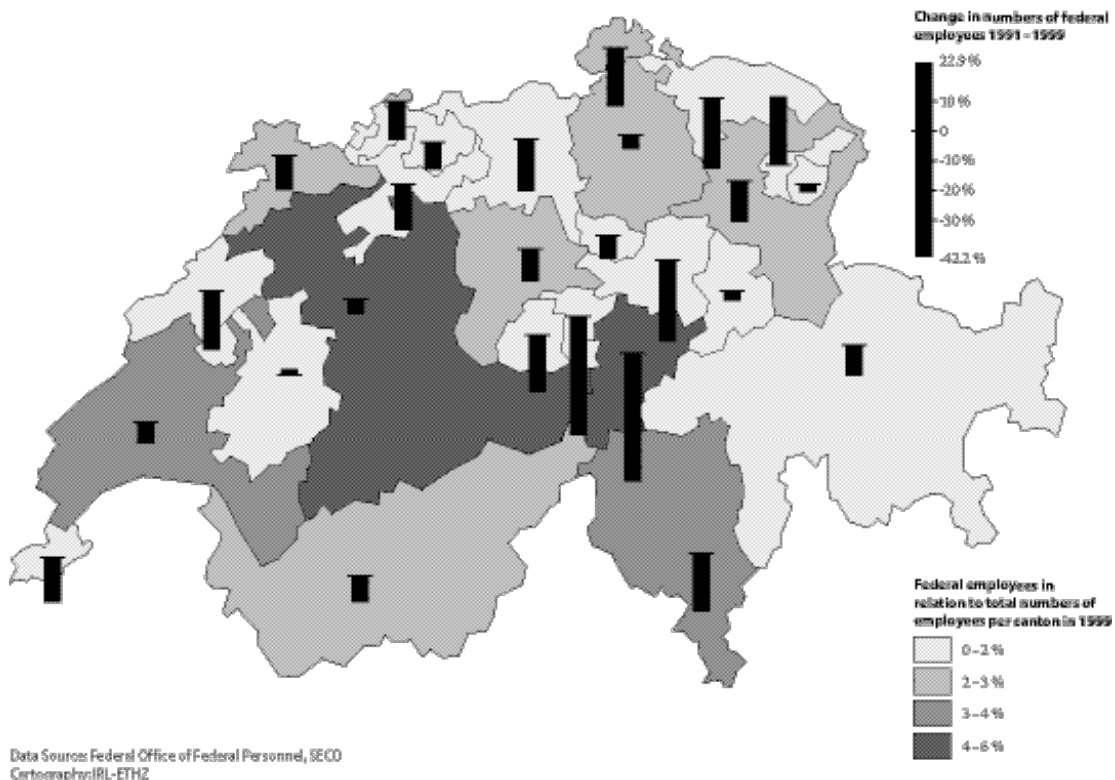 Change in numbers of federal
employees 1991 – 1999
22.9 %
10 %
0
-10 %
-20 %
-30 %
-42.2 %
Federal employees in
relation to total numbers of
employees per canton in 1999
0 – 2 %
2 – 3 %
3 – 4 %
4 – 6 %
Data Source: Federal Office of Federal Personnel, SECO
Cartography: IRL-ETHZ